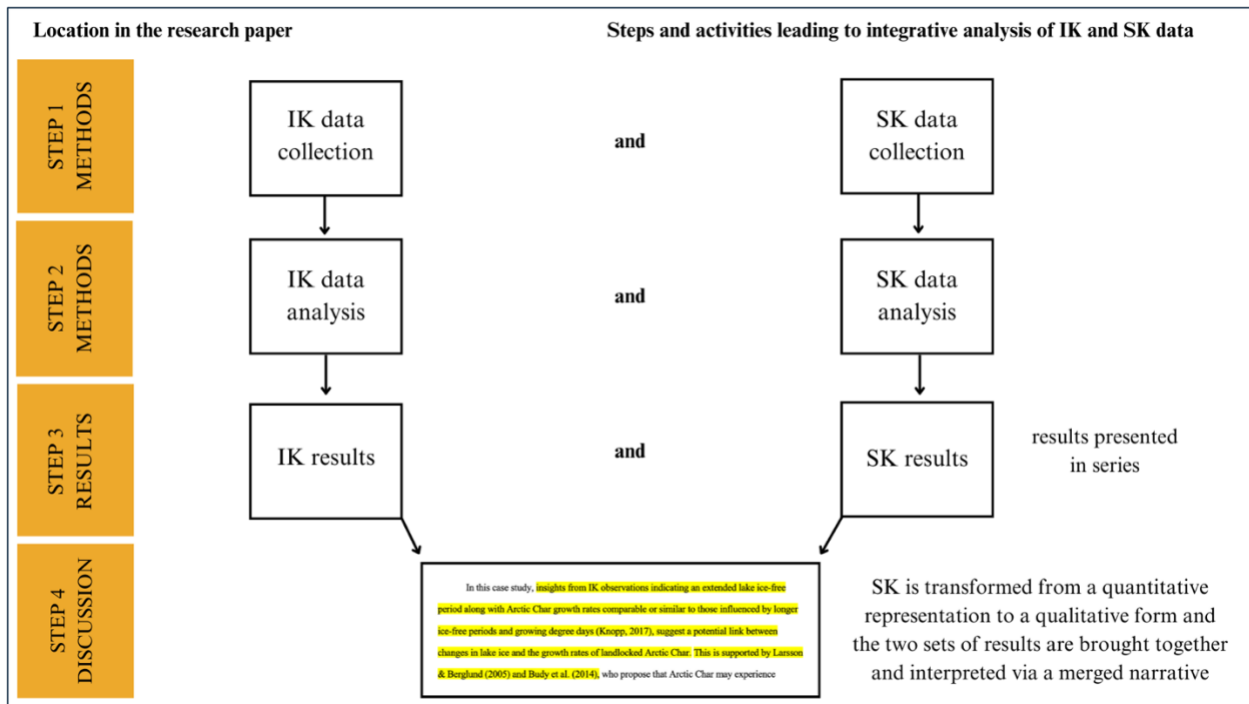 Location in the research paper
Steps and activities leading to integrative analysis of IK and SK data
STEP 1
METHODS
IK data
collection
and
SK data
collection
STEP 2
METHODS
IK data
analysis
and
SK data
analysis
STEP 3
RESULTS
IK results
and
SK results
results presented
in series
STEP 4
DISCUSSION
In this case study, insights from IK observations indicating an extended lake ice-free
period along with Arctic Char growth rates comparable or similar to those influenced by longer
ice-free periods and growing degree days (Knopp, 2017), suggest a potential link between
changes in lake ice and the growth rates of landlocked Arctic Char. This is supported by Larsson
& Berglund (2005) and Budy et al. (2014), who propose that Arctic Char may experience
SK is transformed from a quantitative
representation to a qualitative form and
the two sets of results are brought together
and interpreted via a merged narrative